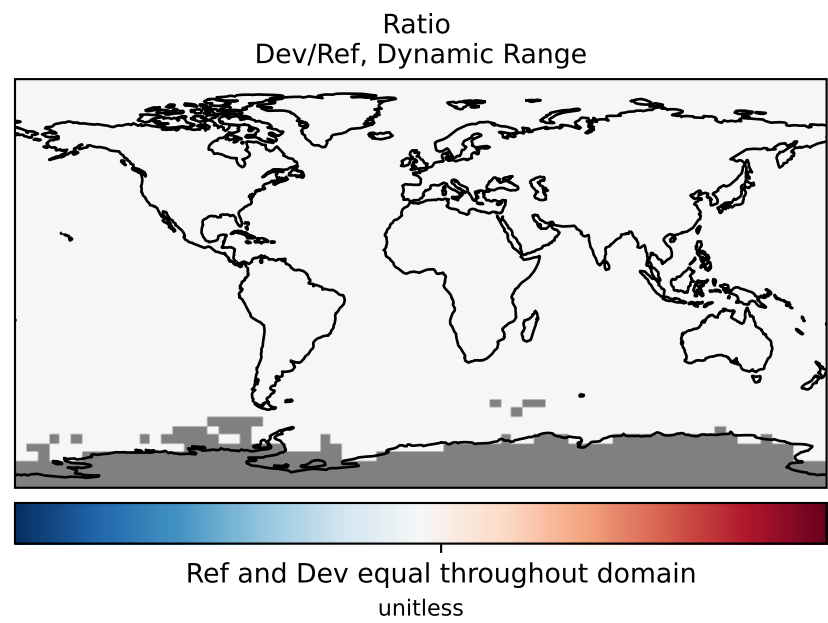 Ratio
Dev/Ref, Dynamic Range
Ref and Dev equal throughout domain
unitless